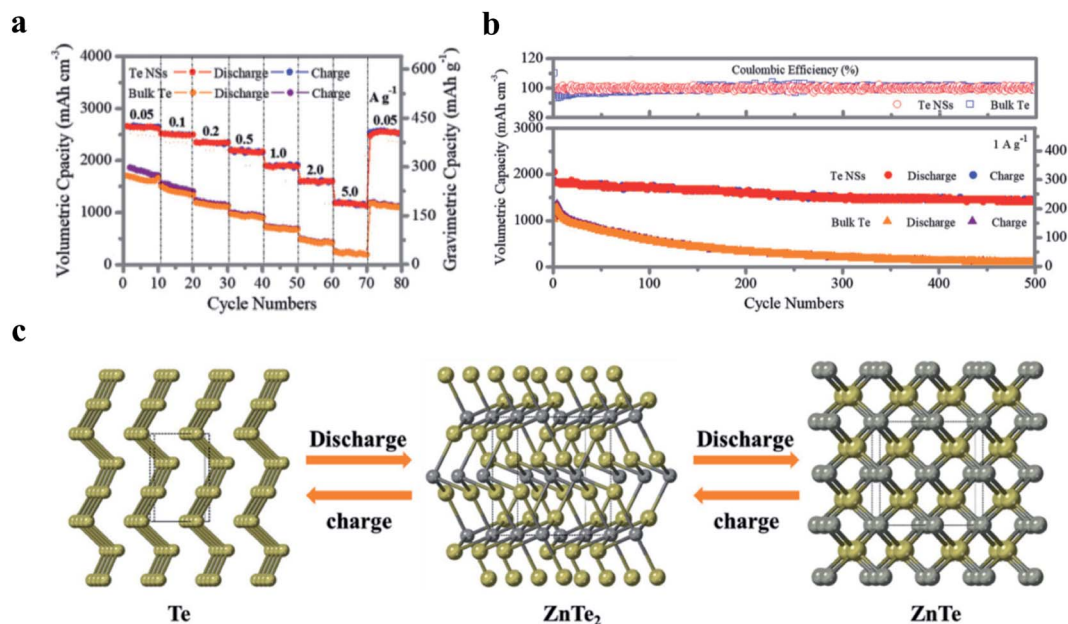 a
4000
3000
2000
1000
0
Volumetric Cpacity (mAh cm⁻³)
Te NSs Discharge Charge
Bulk Te Discharge Charge
A g⁻¹
0.05 0.1 0.2 0.5 1.0 2.0 5.0 0.05
600
450
300
150
0
Gravimetric Cpacity (mAh g⁻¹)
0 10 20 30 40 50 60 70 80
Cycle Numbers
b
120
100
80
Coulombic Efficiency (%)
Te NSs Bulk Te
3000
2000
1000
0
Volumetric Capacity (mAh cm⁻³)
1 A g⁻¹
Te NSs Discharge Charge
Bulk Te Discharge Charge
400
300
200
100
0
0 100 200 300 400 500
Cycle Numbers
c
Discharge
charge
Discharge
charge
Te
ZnTe₂
ZnTe